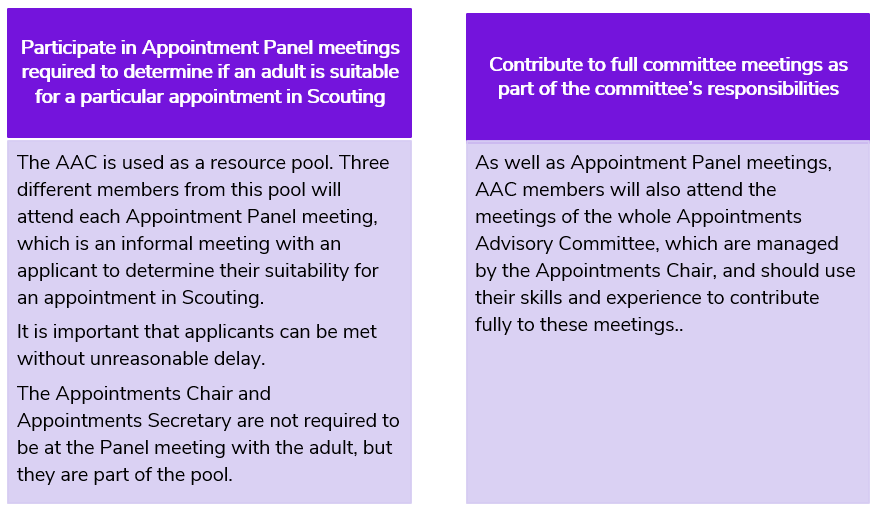 Participate in Appointment Panel meetings
required to determine if an adult is suitable
for a particular appointment in Scouting
The AAC is used as a resource pool. Three
different members from this pool will
attend each Appointment Panel meeting,
which is an informal meeting with an
applicant to determine their suitability for
an appointment in Scouting.
It is important that applicants can be met
without unreasonable delay.
The Appointments Chair and
Appointments Secretary are not required to
be at the Panel meeting with the adult, but
they are part of the pool.
Contribute to full committee meetings as
part of the committee’s responsibilities
As well as Appointment Panel meetings,
AAC members will also attend the
meetings of the whole Appointments
Advisory Committee, which are managed
by the Appointments Chair, and should use
their skills and experience to contribute
fully to these meetings..